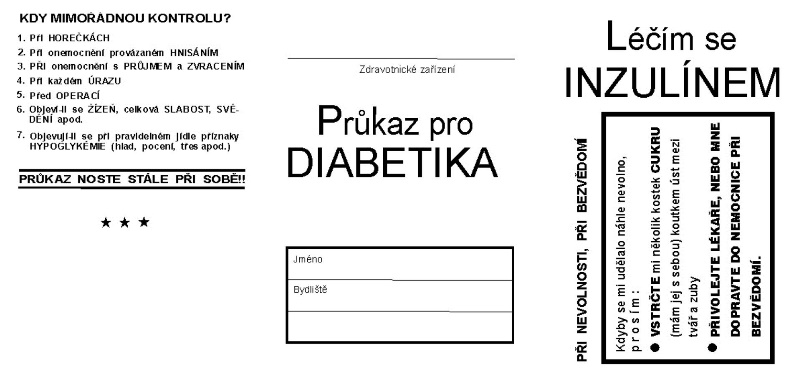 KDY MIMOŘÁDNOU KONTROLU?
1. Při HOREČKÁCH
2. Při onemocnění provázaném HNISÁNÍM
3. PŘI onemocnění s PRŮJMEM a ZVRACENÍM
4. Při každém ÚRAZU
5. Před OPERACÍ
6. Objeví-li se ŽÍZEŇ, celková SLABOST, SVĚ-
DĚNÍ apod.
7. Objevují-li se při pravidelném jídle příznaky
HYPOGLYKÉMIE (hlad, pocení, třes apod.)
PRŮKAZ NOSTE STÁLE PŘI SOBĚ!!
Zdravotnické zařízení
Průkaz pro
DIABETIKA
Jméno
Bydliště
Léčím se
INZULÍNEM
PŘI NEVOLNOSTI, PŘI BEZVĚDOMÍ
Kdyby se mi udělalo náhle nevolno,
prosím:
● VSTRČTE mi několik kostek CUKRU
(mám jej s sebou) koutkem úst mezi
tvář a zuby
● PŘIVOLEJTE LÉKAŘE, NEBO MNE
DOPRAVTE DO NEMOCNICE PŘI
BEZVĚDOMÍ.